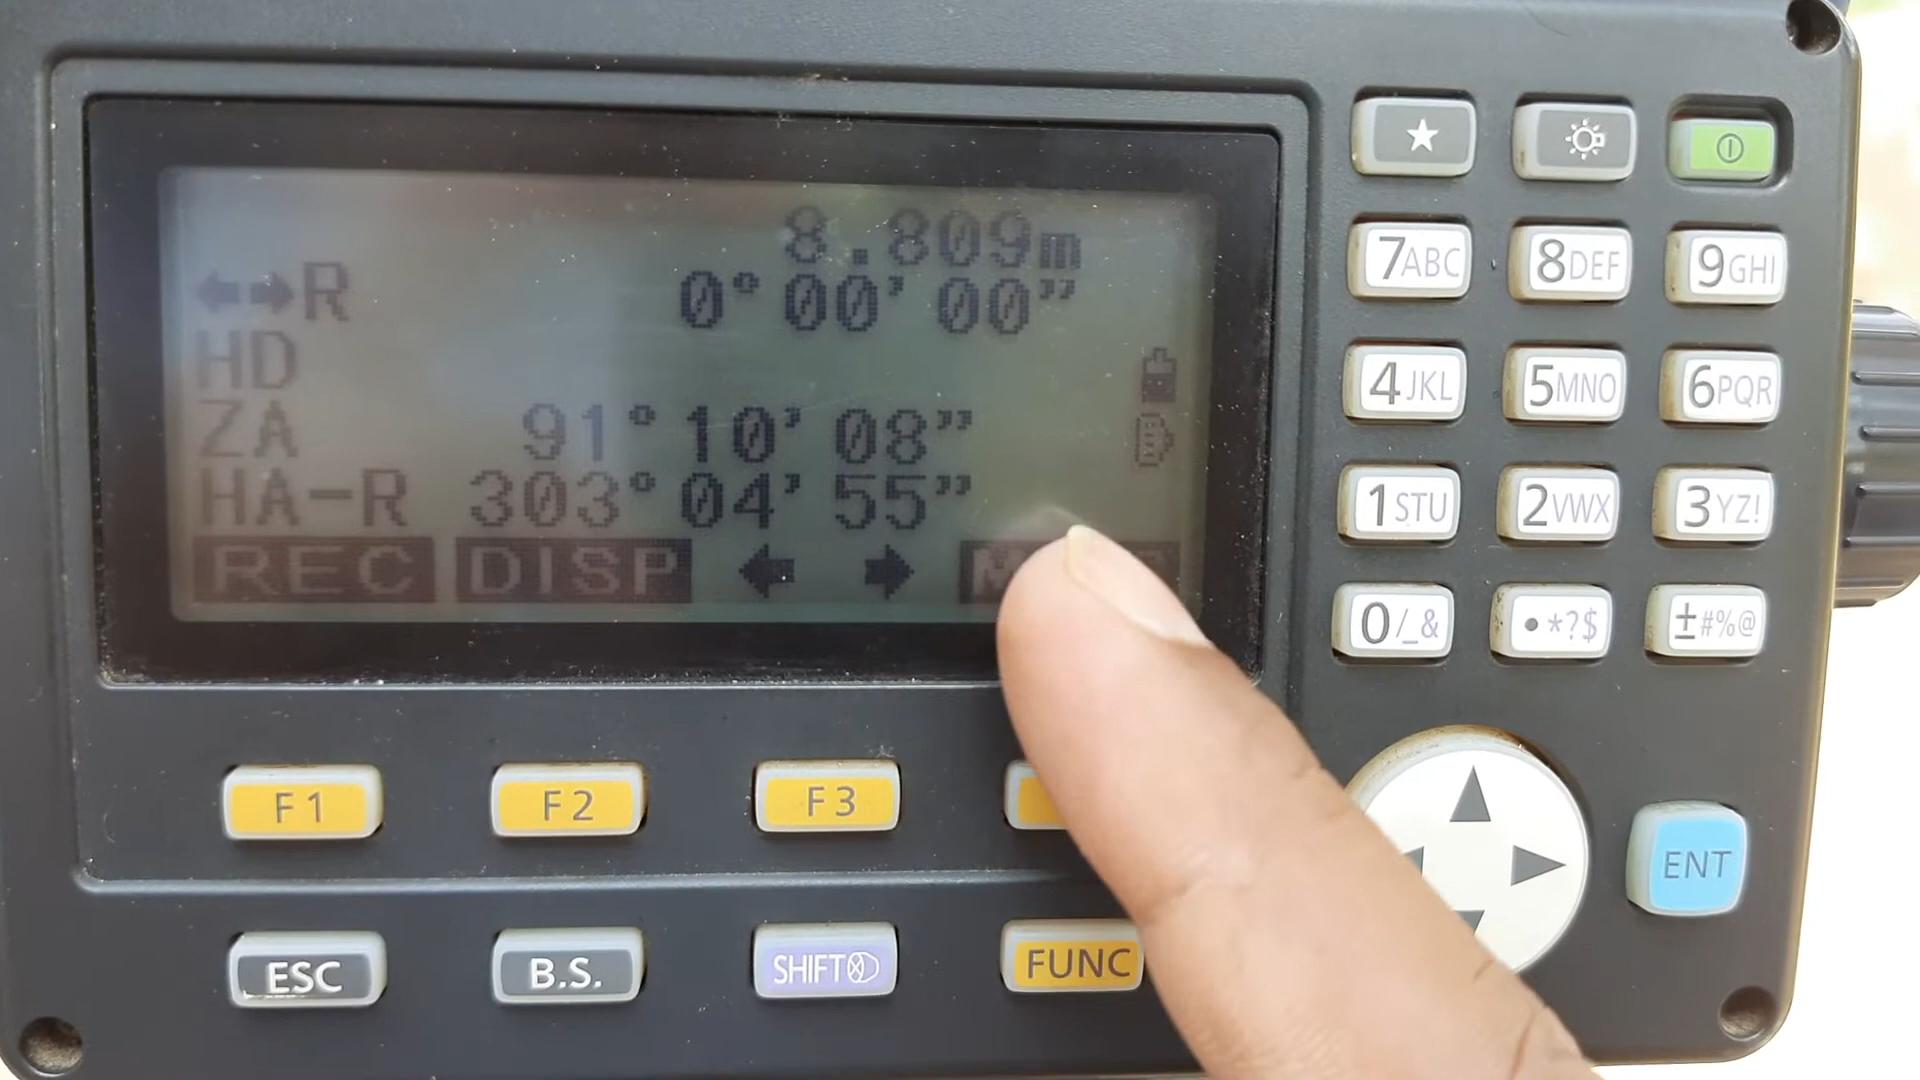 8.809m
R 0° 00' 00"
HD
ZA 91° 10' 08"
HA-R 303° 04' 55"
REC DISP
7ABC 8DEF 9GHI
4JKL 5MNO 6PQR
1STU 2VWX 3YZ!
0/_& •*?$ ±#%@
F1 F2 F3
ENT
ESC B.S. SHIFT FUNC